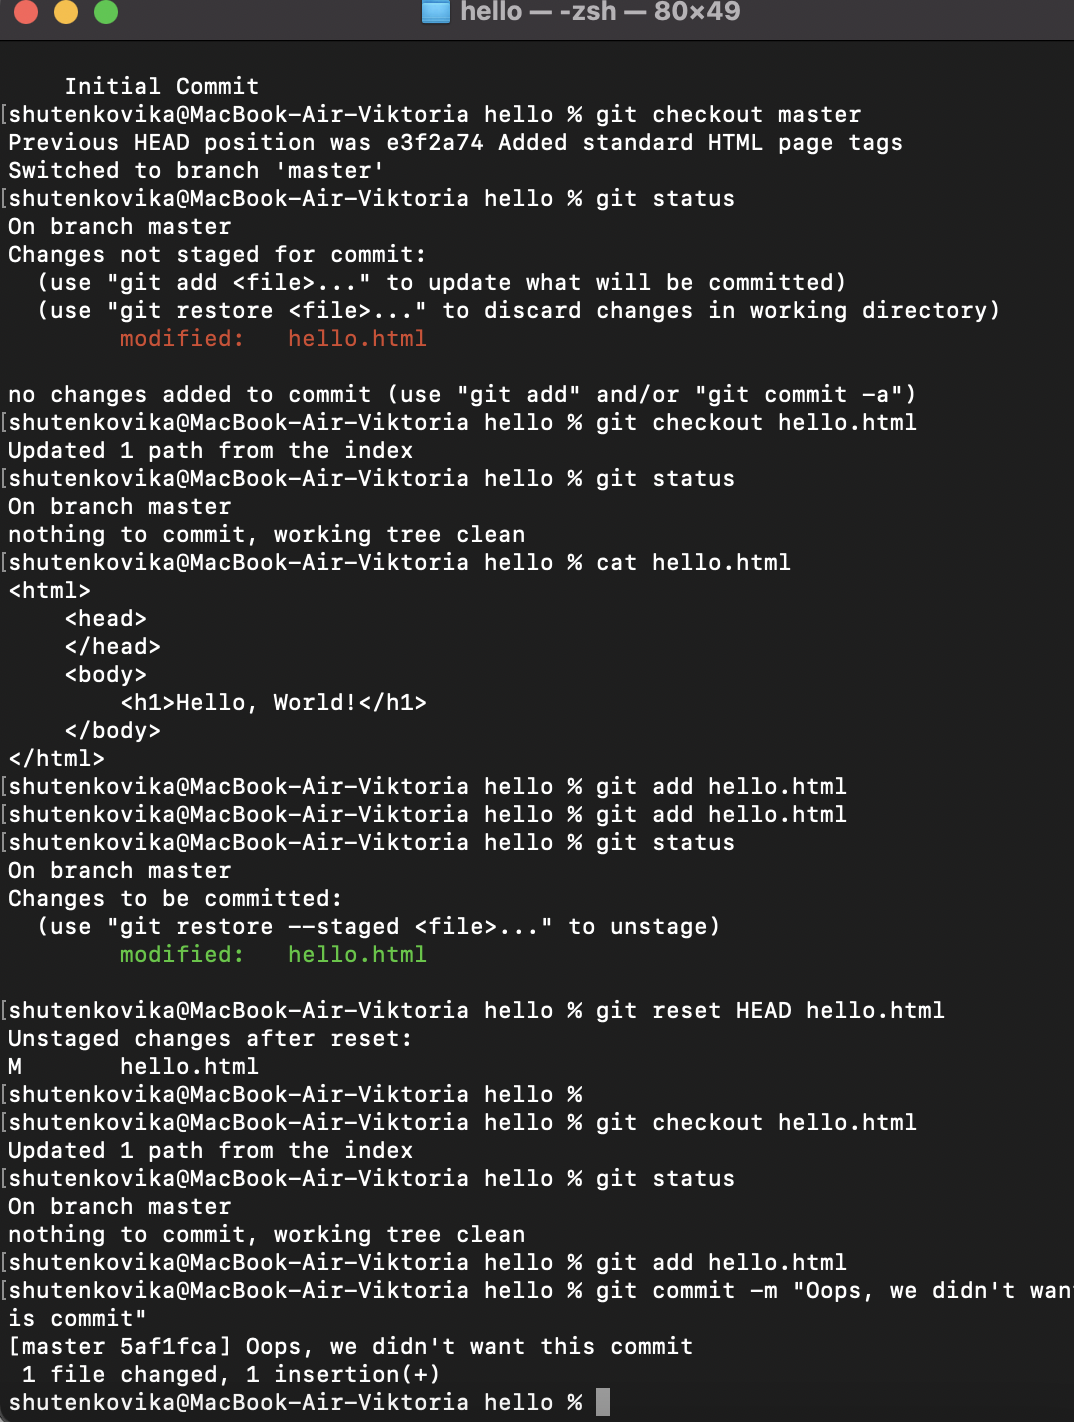 hello — -zsh — 80×49
Initial Commit
[shutenkovika@MacBook-Air-Viktoria hello % git checkout master
Previous HEAD position was e3f2a74 Added standard HTML page tags
Switched to branch 'master'
[shutenkovika@MacBook-Air-Viktoria hello % git status
On branch master
Changes not staged for commit:
  (use "git add <file>..." to update what will be committed)
  (use "git restore <file>..." to discard changes in working directory)
        modified:   hello.html
no changes added to commit (use "git add" and/or "git commit -a")
[shutenkovika@MacBook-Air-Viktoria hello % git checkout hello.html
Updated 1 path from the index
[shutenkovika@MacBook-Air-Viktoria hello % git status
On branch master
nothing to commit, working tree clean
[shutenkovika@MacBook-Air-Viktoria hello % cat hello.html
<html>
    <head>
    </head>
    <body>
        <h1>Hello, World!</h1>
    </body>
</html>
[shutenkovika@MacBook-Air-Viktoria hello % git add hello.html
[shutenkovika@MacBook-Air-Viktoria hello % git add hello.html
[shutenkovika@MacBook-Air-Viktoria hello % git status
On branch master
Changes to be committed:
  (use "git restore --staged <file>..." to unstage)
        modified:   hello.html
[shutenkovika@MacBook-Air-Viktoria hello % git reset HEAD hello.html
Unstaged changes after reset:
M       hello.html
[shutenkovika@MacBook-Air-Viktoria hello %
[shutenkovika@MacBook-Air-Viktoria hello % git checkout hello.html
Updated 1 path from the index
[shutenkovika@MacBook-Air-Viktoria hello % git status
On branch master
nothing to commit, working tree clean
[shutenkovika@MacBook-Air-Viktoria hello % git add hello.html
[shutenkovika@MacBook-Air-Viktoria hello % git commit -m "Oops, we didn't wan
is commit"
[master 5af1fca] Oops, we didn't want this commit
 1 file changed, 1 insertion(+)
shutenkovika@MacBook-Air-Viktoria hello %